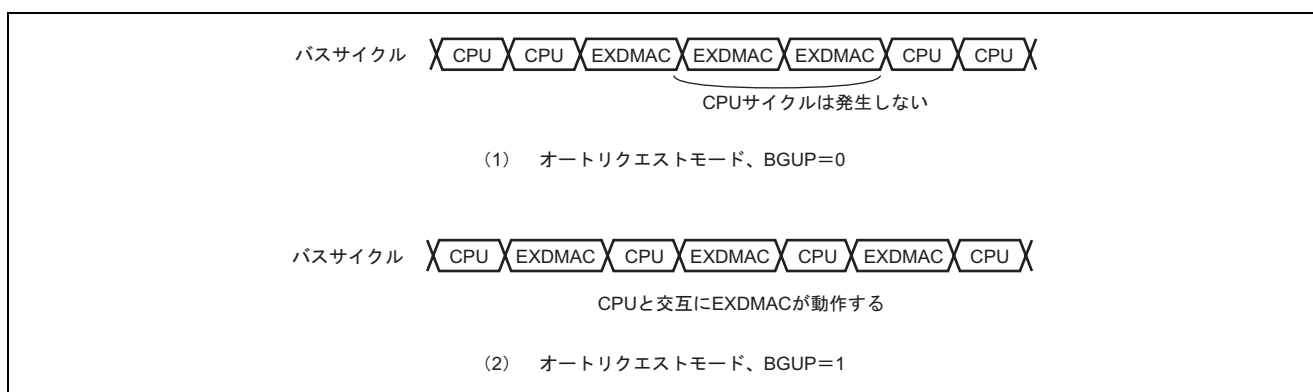 バスサイクル CPU CPU EXDMAC EXDMAC EXDMAC CPU CPU
CPUサイクルは発生しない
(1) オートリクエストモード、BGUP=0
バスサイクル CPU EXDMAC CPU EXDMAC CPU EXDMAC CPU
CPUと交互にEXDMACが動作する
(2) オートリクエストモード、BGUP=1